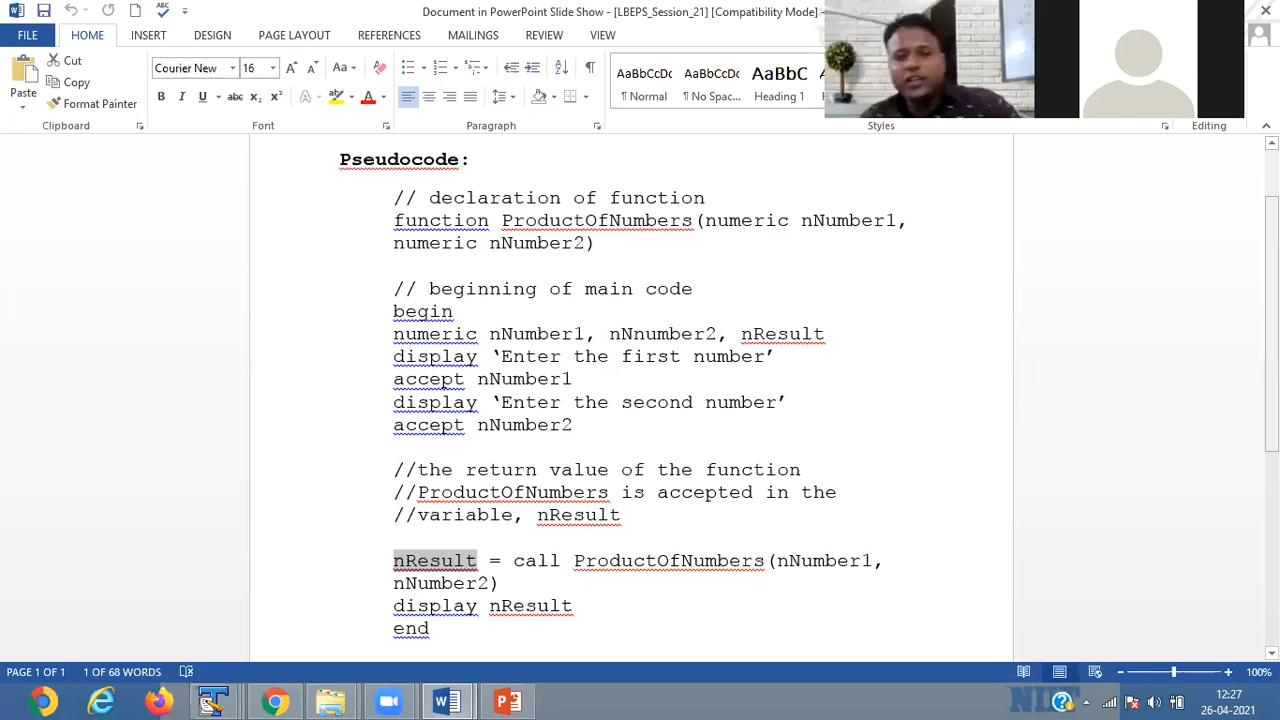 Document in PowerPoint Slide Show - [LBEPS_Session_21] [Compatibility Mode] -
FILE HOME INSERT DESIGN PAGE LAYOUT REFERENCES MAILINGS REVIEW VIEW
Paste
Cut
Copy
Format Painter
Courier New 16
B U abc x x
AaBbCcDc AaBbCcDc AaBbC
¶ Normal ¶ No Spac... Heading 1
Clipboard Font Paragraph Styles Editing
Pseudocode:
// declaration of function
function ProductOfNumbers(numeric nNumber1,
numeric nNumber2)
// beginning of main code
begin
numeric nNumber1, nNnumber2, nResult
display ‘Enter the first number’
accept nNumber1
display ‘Enter the second number’
accept nNumber2
//the return value of the function
//ProductOfNumbers is accepted in the
//variable, nResult
nResult = call ProductOfNumbers(nNumber1,
nNumber2)
display nResult
end
PAGE 1 OF 1 1 OF 68 WORDS 100%
12:27
26-04-2021